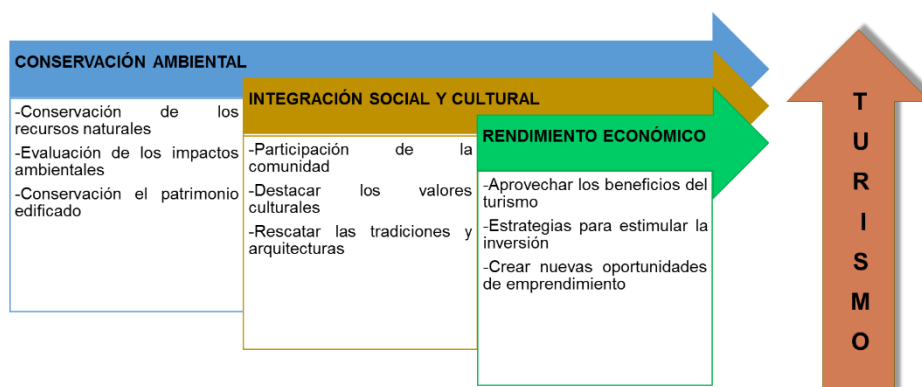 CONSERVACIÓN AMBIENTAL
-Conservación de los
recursos naturales
-Evaluación de los impactos
ambientales
-Conservación el patrimonio
edificado
INTEGRACIÓN SOCIAL Y CULTURAL
-Participación de la
comunidad
-Destacar los valores
culturales
-Rescatar las tradiciones y
arquitecturas
RENDIMIENTO ECONÓMICO
-Aprovechar los beneficios del
turismo
-Estrategias para estimular la
inversión
-Crear nuevas oportunidades
de emprendimiento
T
U
R
I
S
M
O